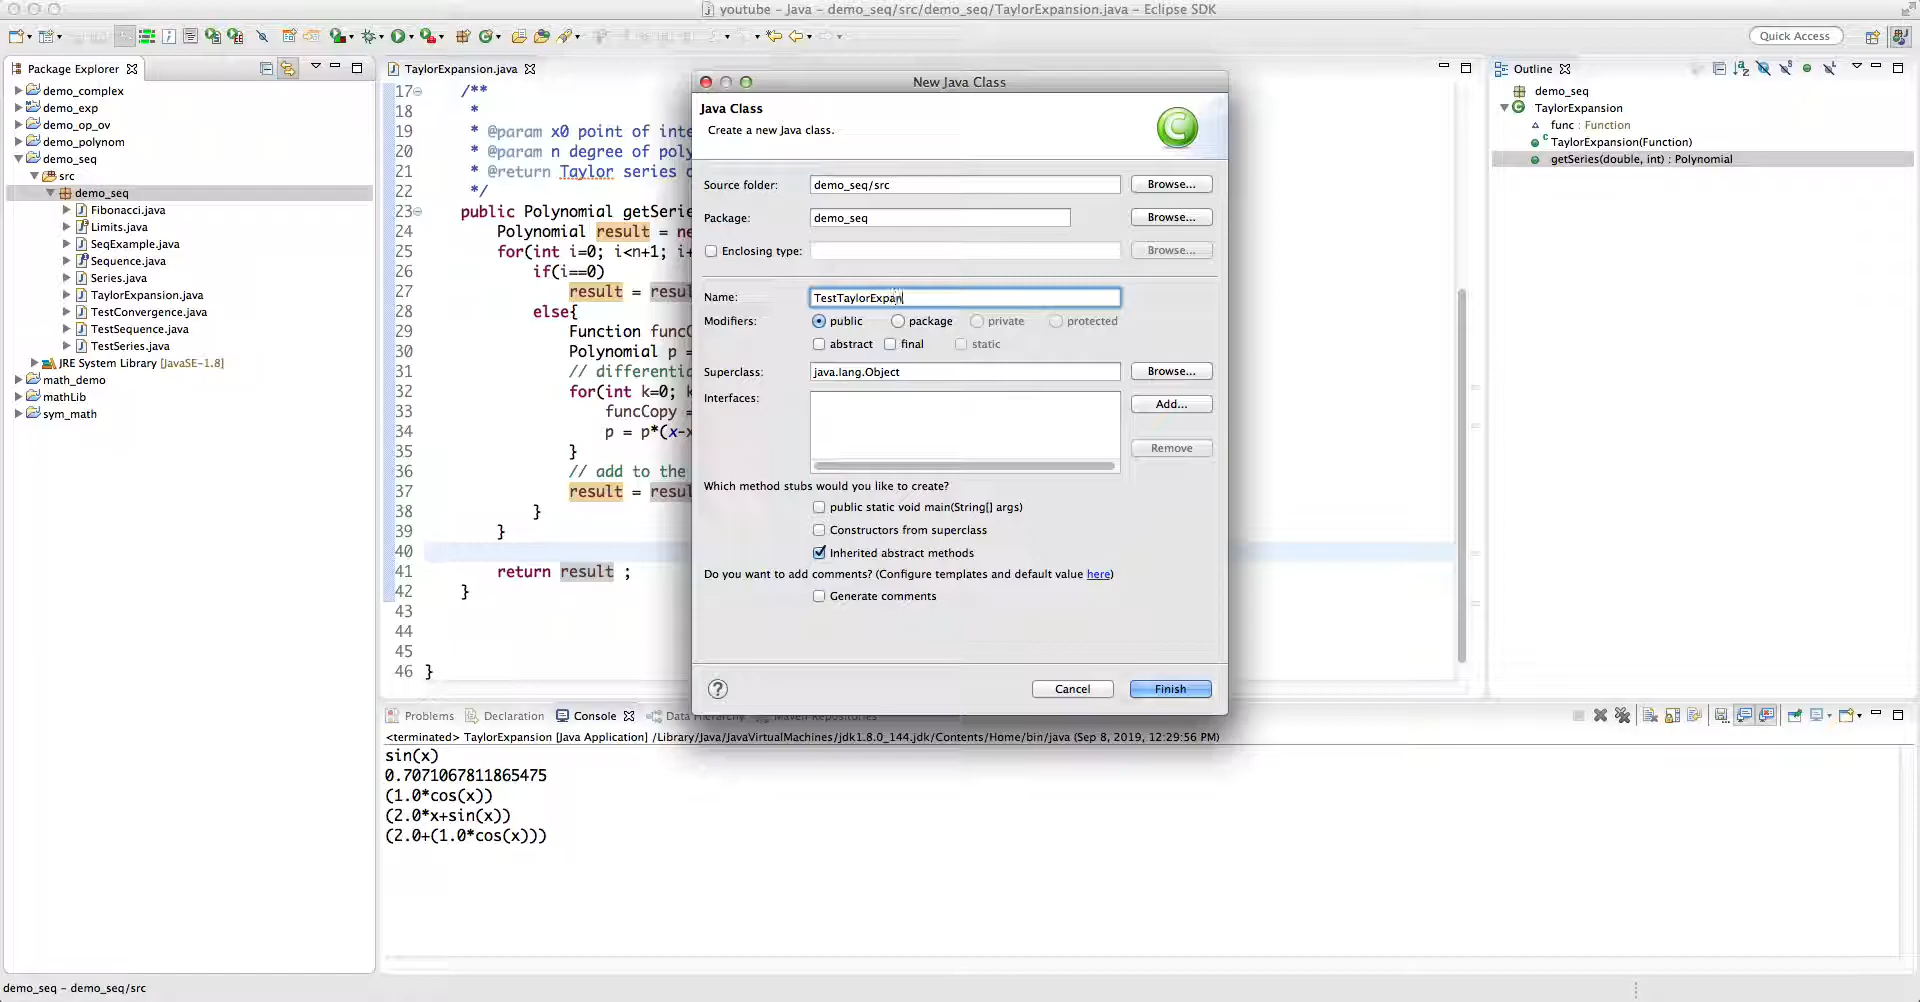 youtube – Java – demo_seq/src/demo_seq/TaylorExpansion.java – Eclipse SDK
Quick Access
Package Explorer
demo_complex
demo_exp
demo_op_ov
demo_polynom
demo_seq
src
demo_seq
Fibonacci.java
Limits.java
SeqExample.java
Sequence.java
Series.java
TaylorExpansion.java
TestConvergence.java
TestSequence.java
TestSeries.java
JRE System Library [JavaSE-1.8]
math_demo
mathLib
sym_math
TaylorExpansion.java
17 /**
18 *
19 * @param x0 point of inte
20 * @param n degree of poly
21 * @return Taylor series
22 */
23 public Polynomial getSerie
24 Polynomial result = ne
25 for(int i=0; i<n+1; i+
26 if(i==0)
27 result = resul
28 else{
29 Function funcC
30 Polynomial p =
31 // differentia
32 for(int k=0; k
33 funcCopy =
34 p = p*(x-x
35 }
36 // add to the
37 result = resul
38 }
39 }
40
41 return result ;
42 }
43
44
45
46 }
New Java Class
Java Class
Create a new Java class.
Source folder: demo_seq/src Browse...
Package: demo_seq Browse...
Enclosing type: Browse...
Name: TestTaylorExpan
Modifiers: public package private protected
abstract final static
Superclass: java.lang.Object Browse...
Interfaces: Add...
Remove
Which method stubs would you like to create?
public static void main(String[] args)
Constructors from superclass
Inherited abstract methods
Do you want to add comments? (Configure templates and default value here)
Generate comments
? Cancel Finish
Outline
demo_seq
TaylorExpansion
func : Function
TaylorExpansion(Function)
getSeries(double, int) : Polynomial
Problems Declaration Console Data Hierarchy Maven Repositories
<terminated> TaylorExpansion [Java Application] /Library/Java/JavaVirtualMachines/jdk1.8.0_144.jdk/Contents/Home/bin/java (Sep 8, 2019, 12:29:56 PM)
sin(x)
0.7071067811865475
(1.0*cos(x))
(2.0*x+sin(x))
(2.0+(1.0*cos(x)))
demo_seq – demo_seq/src